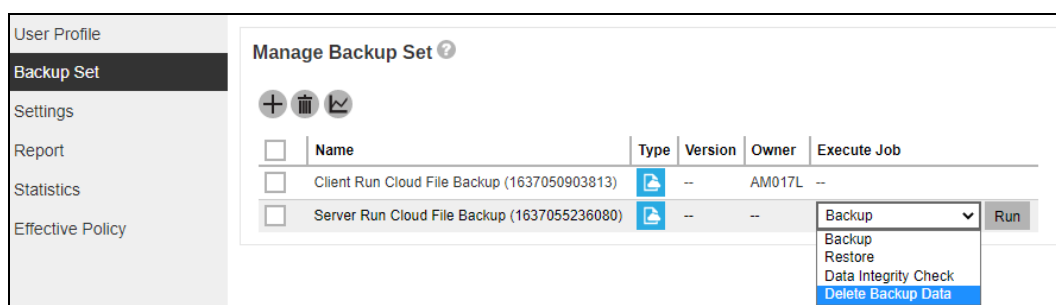 User Profile
Backup Set
Settings
Report
Statistics
Effective Policy
Manage Backup Set ?
Name Type Version Owner Execute Job
Client Run Cloud File Backup (1637050903813) -- AM017L --
Server Run Cloud File Backup (1637055236080) -- -- Backup Run
Backup
Restore
Data Integrity Check
Delete Backup Data